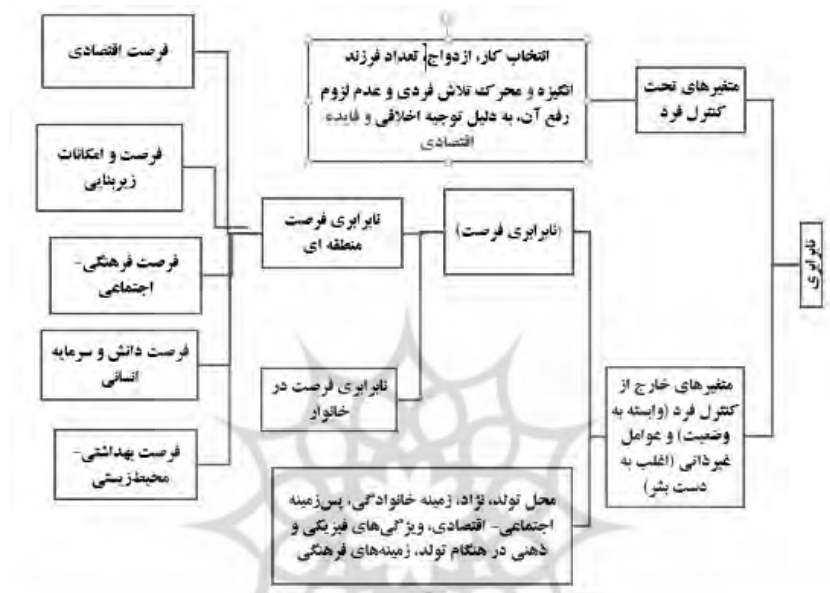 نابرابری
متغیرهای تحت
کنترل فرد
انتخاب کار، ازدواج، تعداد فرزند
انگیزه و محرک تلاش فردی و عدم لزوم
رفع آن، به دلیل توجیه اخلاقی و فایده
اقتصادی
متغیرهای خارج از
کنترل فرد (وابسته به
وضعیت) و عوامل
غیرذاتی (اغلب به
دست بشر)
(نابرابری فرصت)
نابرابری فرصت
منطقه ای
فرصت اقتصادی
فرصت و امکانات
زیربنایی
فرصت فرهنگی-
اجتماعی
فرصت دانش و سرمایه
انسانی
فرصت بهداشتی-
محیط‌زیستی
نابرابری فرصت در
خانوار
محل تولد، نژاد، زمینه خانوادگی، پس‌زمینه
اجتماعی- اقتصادی، ویژگی‌های فیزیکی و
ذهنی در هنگام تولد، زمینه‌های فرهنگی